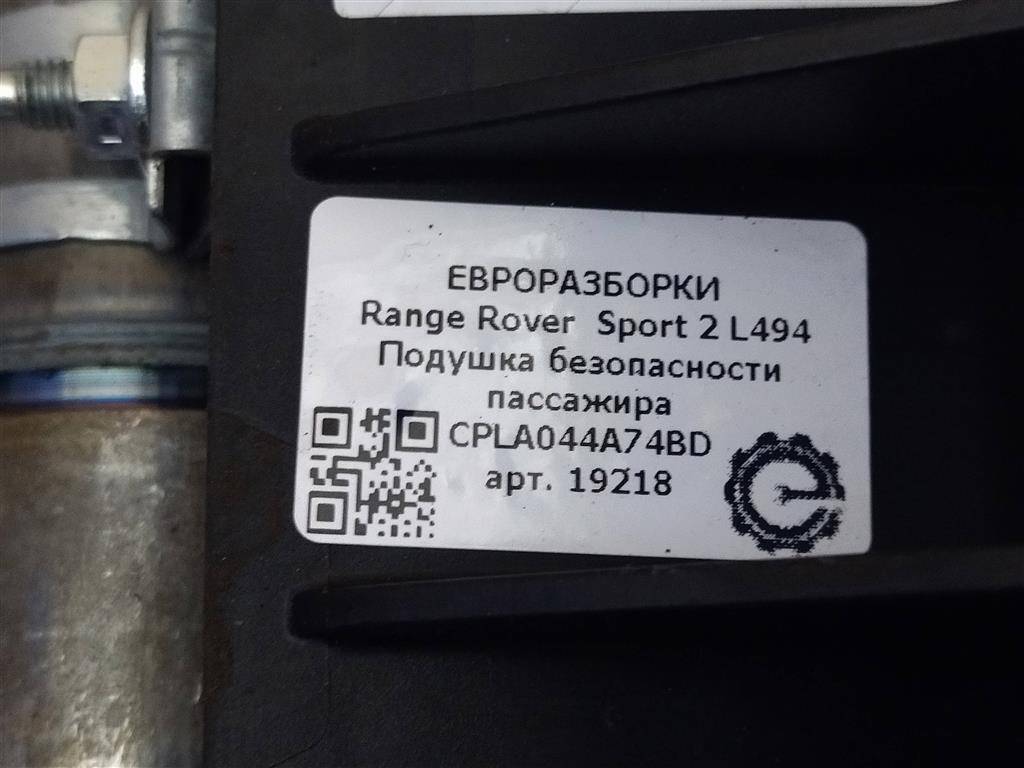 ЕВРОРАЗБОРКИ
Range Rover Sport 2 L494
Подушка безопасности
пассажира
CPLA044A74BD
арт. 19218